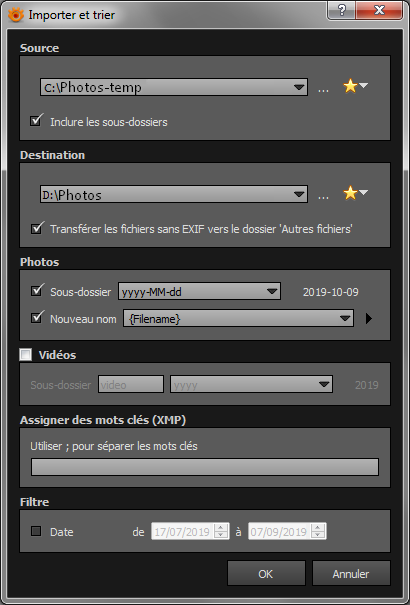 Importer et trier
Source
C:\Photos-temp ...
Inclure les sous-dossiers
Destination
D:\Photos ...
Transférer les fichiers sans EXIF vers le dossier 'Autres fichiers'
Photos
Sous-dossier yyyy-MM-dd 2019-10-09
Nouveau nom {Filename}
Vidéos
Sous-dossier video yyyy 2019
Assigner des mots clés (XMP)
Utiliser ; pour séparer les mots clés
Filtre
Date de 17/07/2019 à 07/09/2019
OK Annuler